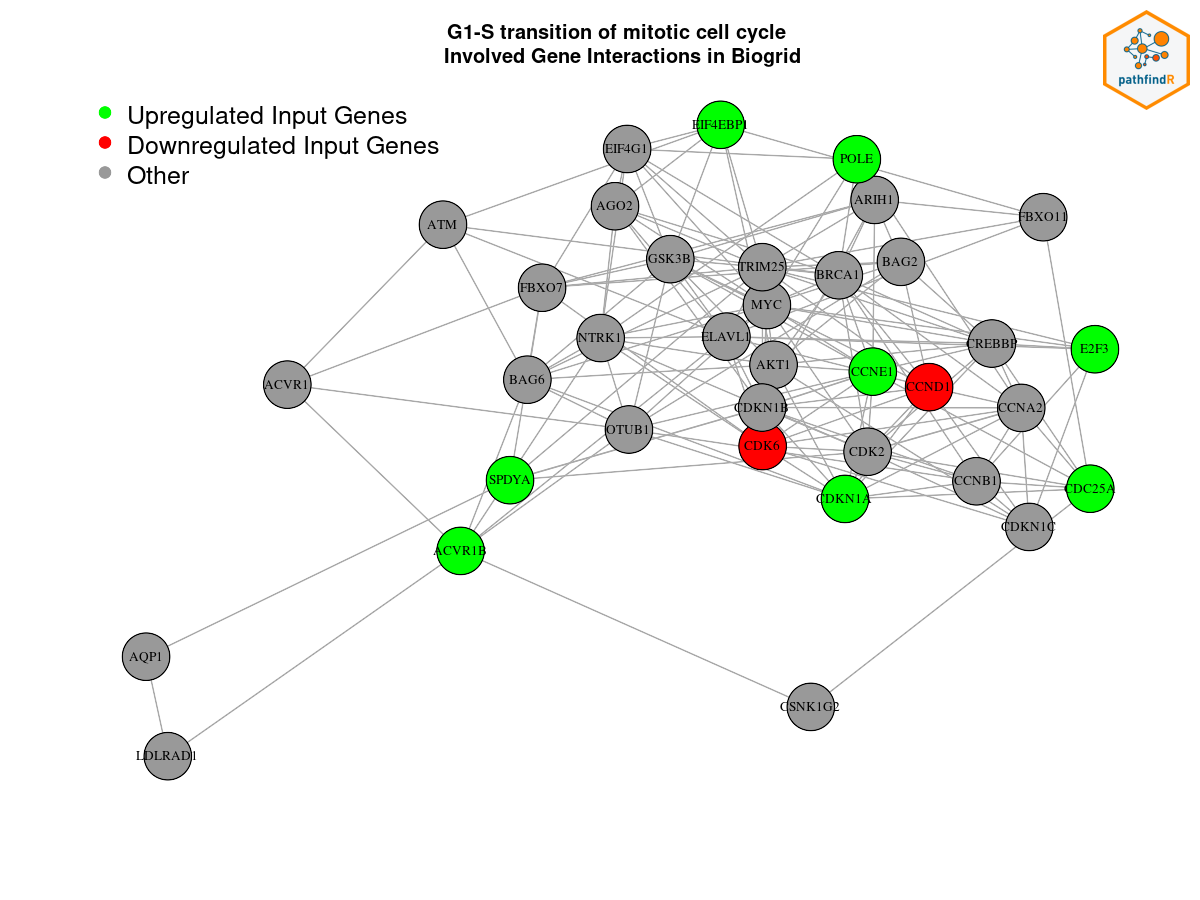 G1-S transition of mitotic cell cycle
Involved Gene Interactions in Biogrid
pathfindR
Upregulated Input Genes
Downregulated Input Genes
Other
EIF4EBP1
EIF4G1
POLE
ARIH1
AGO2
FBXO11
ATM
GSK3B
TRIM25
BRCA1
BAG2
FBXO7
MYC
NTRK1
ELAVL1
CREBBP
E2F3
AKT1
CCNE1
CCND1
ACVR1
BAG6
CDKN1B
CCNA2
OTUB1
CDK6
CDK2
SPDYA
CCNB1
CDC25A
CDKN1A
CDKN1C
ACVR1B
AQP1
CSNK1G2
LDLRAD1